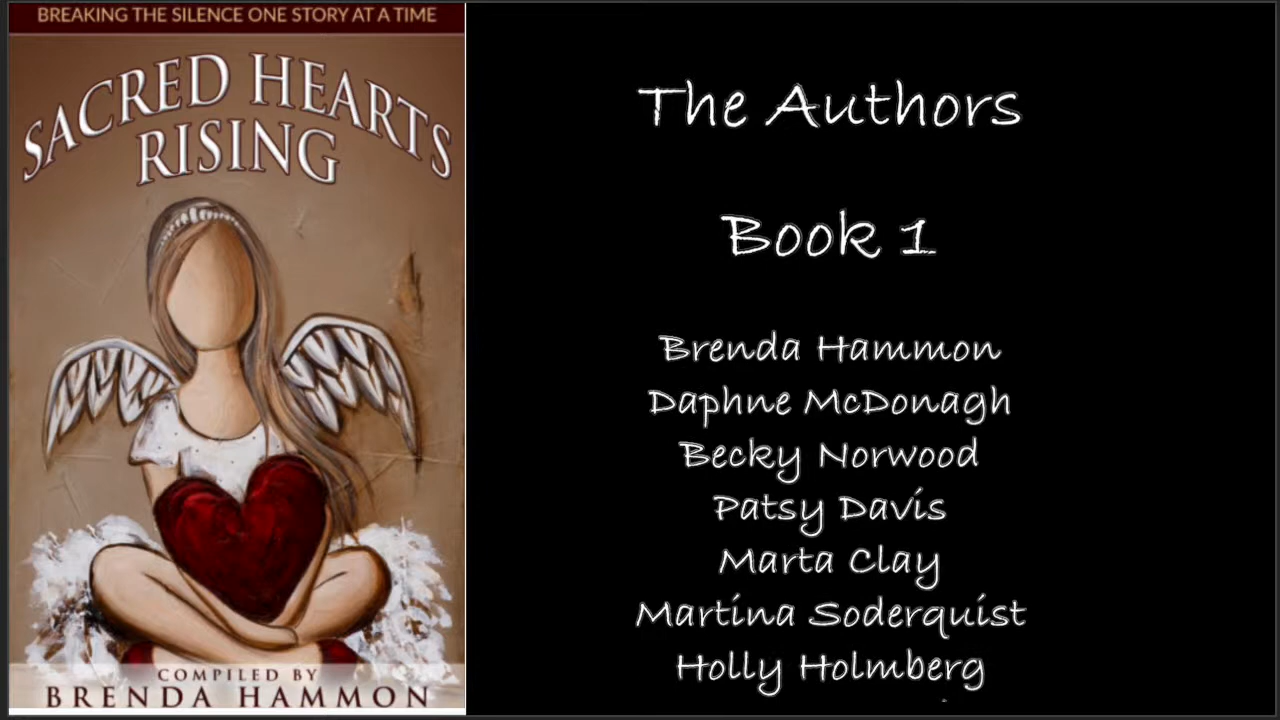 BREAKING THE SILENCE ONE STORY AT A TIME
SACRED HEARTS
RISING
COMPILED BY
BRENDA HAMMON
The Authors
Book 1
Brenda Hammon
Daphne McDonagh
Becky Norwood
Patsy Davis
Marta Clay
Martina Soderquist
Holly Holmberg